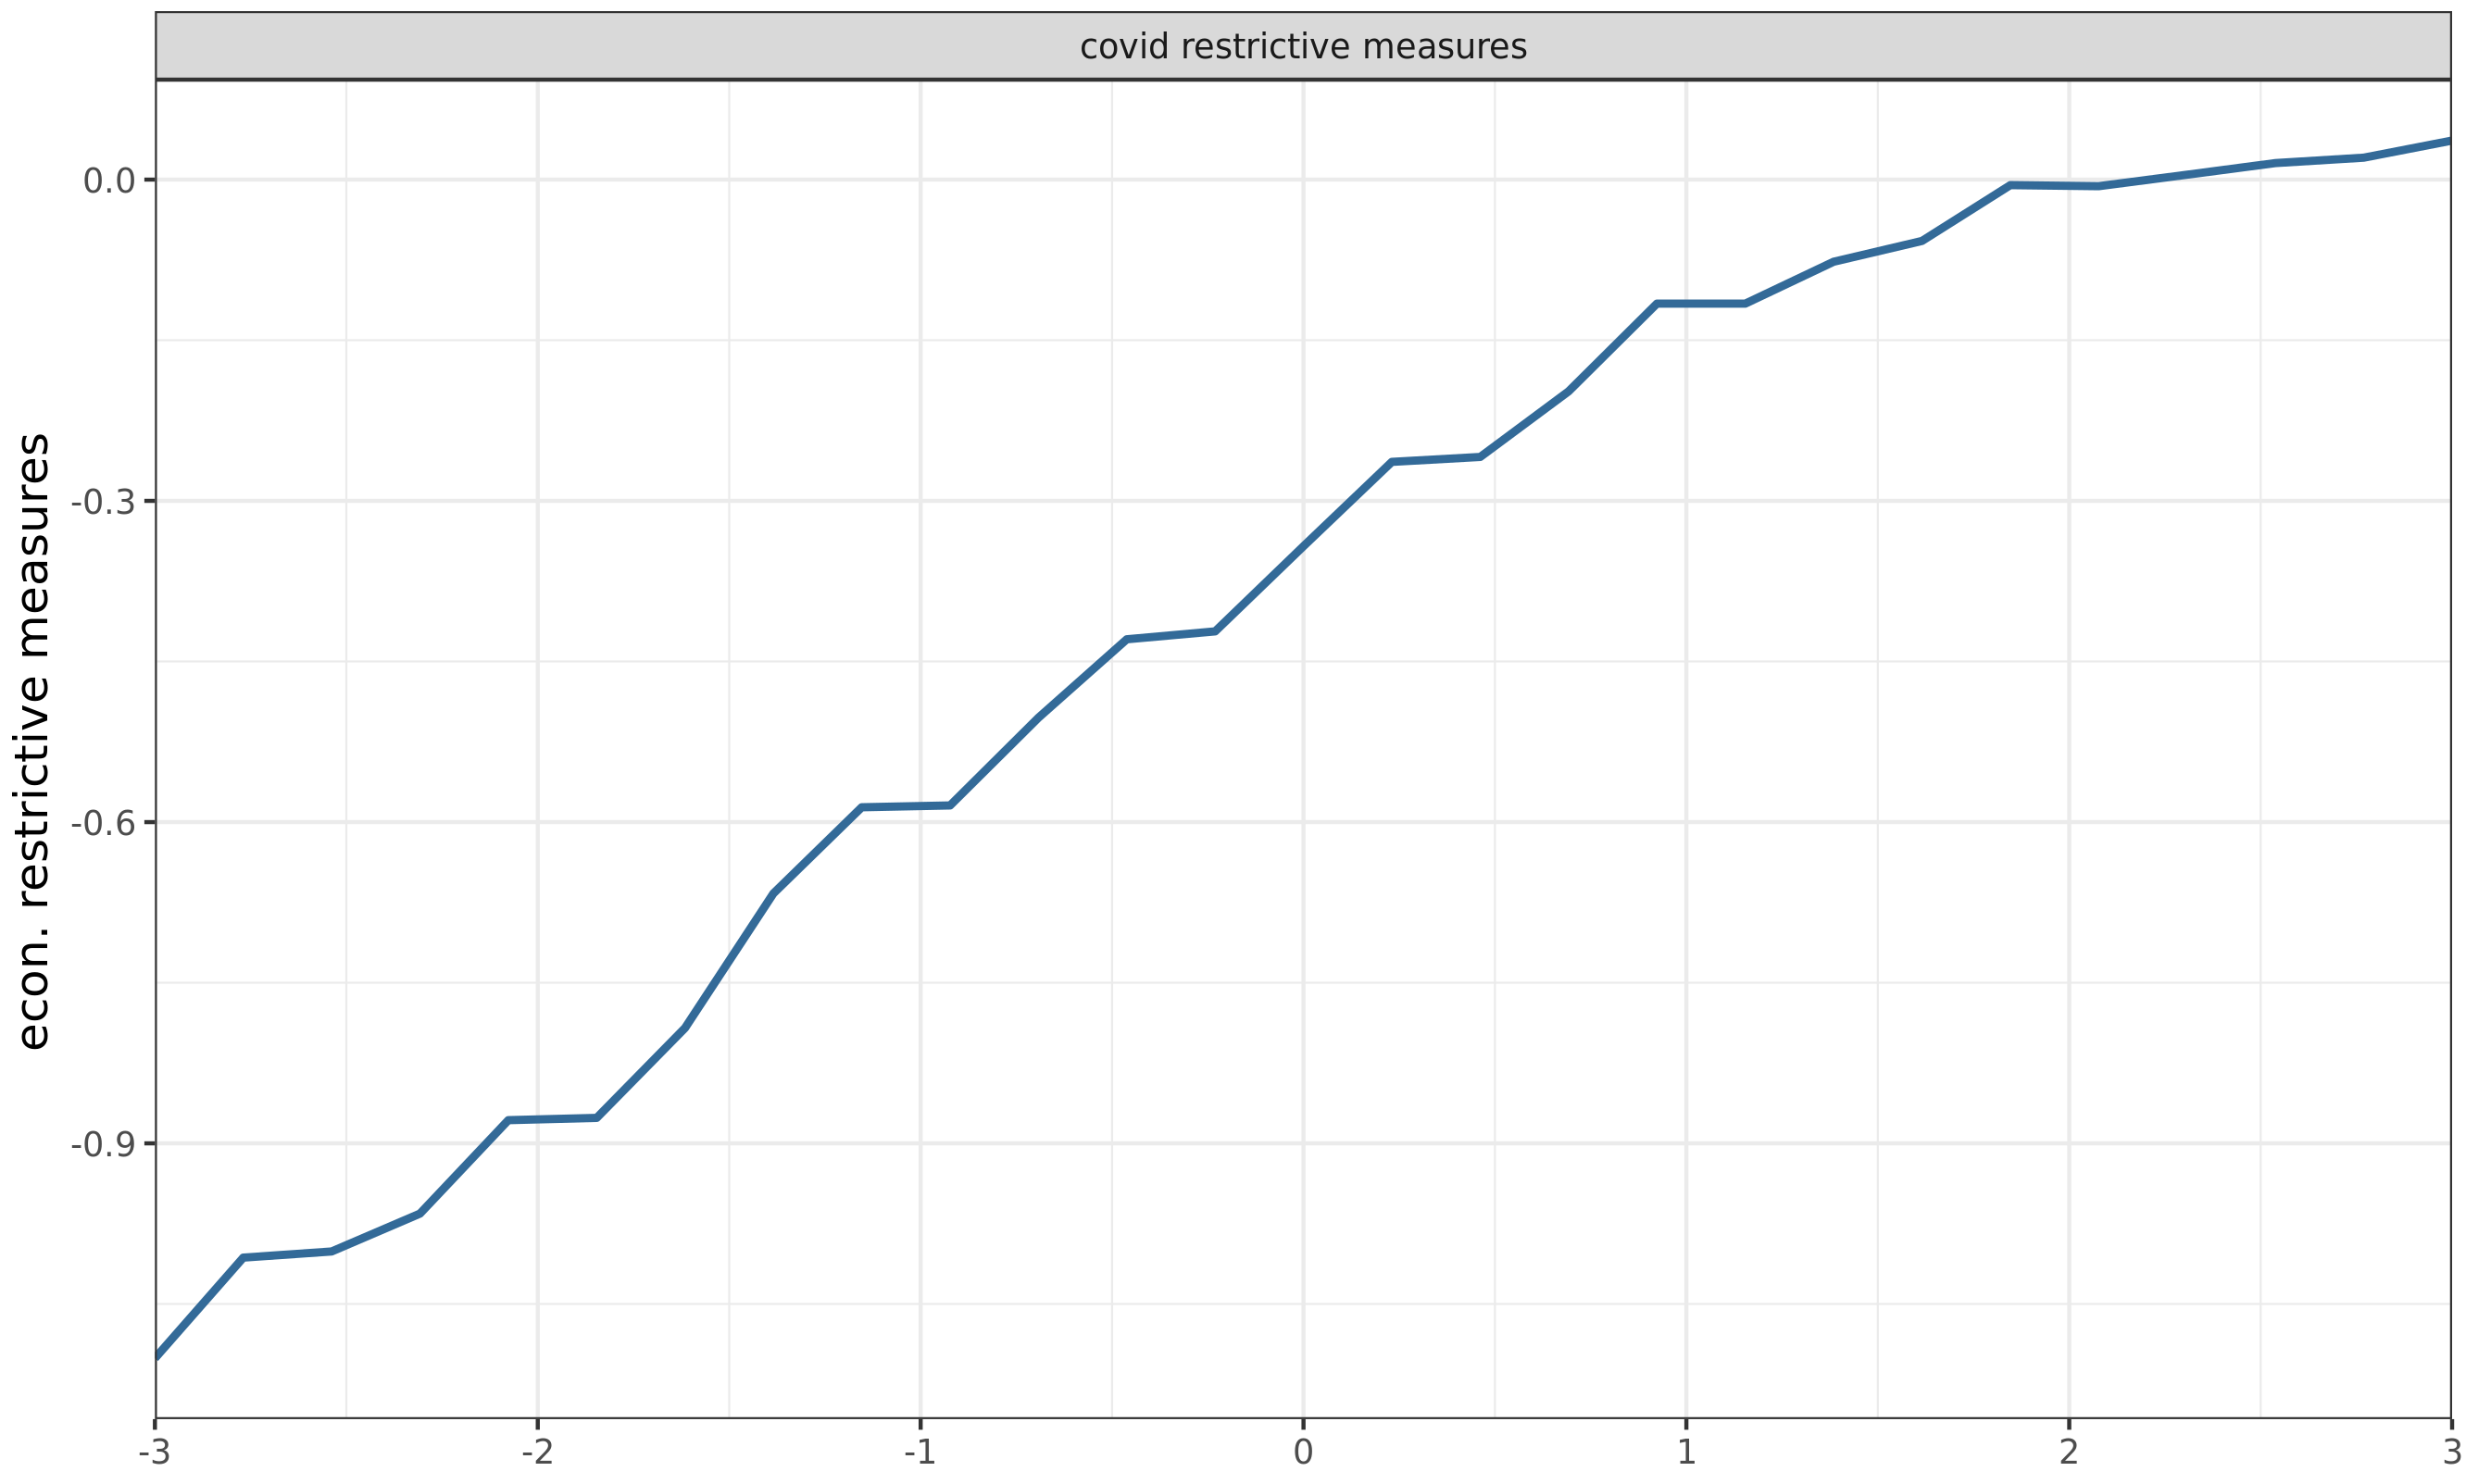 covid restrictive measures
econ. restrictive measures
0.0
-0.3
-0.6
-0.9
-3 -2 -1 0 1 2 3